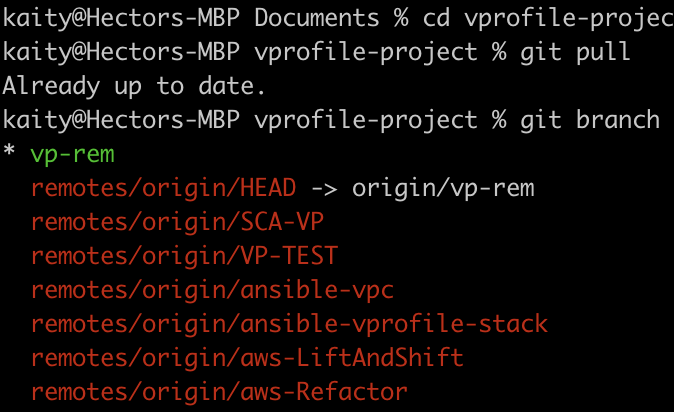 kaity@Hectors-MBP Documents % cd vprofile-projec
kaity@Hectors-MBP vprofile-project % git pull
Already up to date.
kaity@Hectors-MBP vprofile-project % git branch
* vp-rem
remotes/origin/HEAD -> origin/vp-rem
remotes/origin/SCA-VP
remotes/origin/VP-TEST
remotes/origin/ansible-vpc
remotes/origin/ansible-vprofile-stack
remotes/origin/aws-LiftAndShift
remotes/origin/aws-Refactor